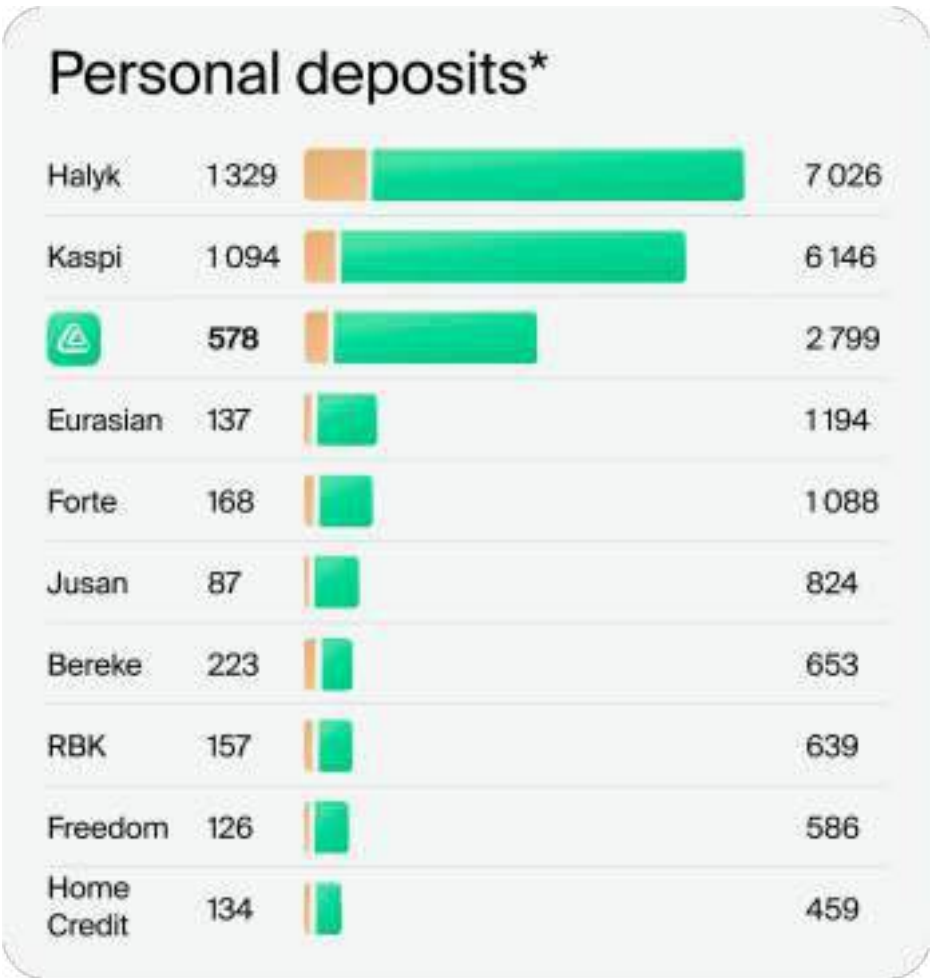 Personal deposits*
Halyk 1 329 7 026
Kaspi 1 094 6 146
578 2 799
Eurasian 137 1 194
Forte 168 1 088
Jusan 87 824
Bereke 223 653
RBK 157 639
Freedom 126 586
Home
Credit 134 459